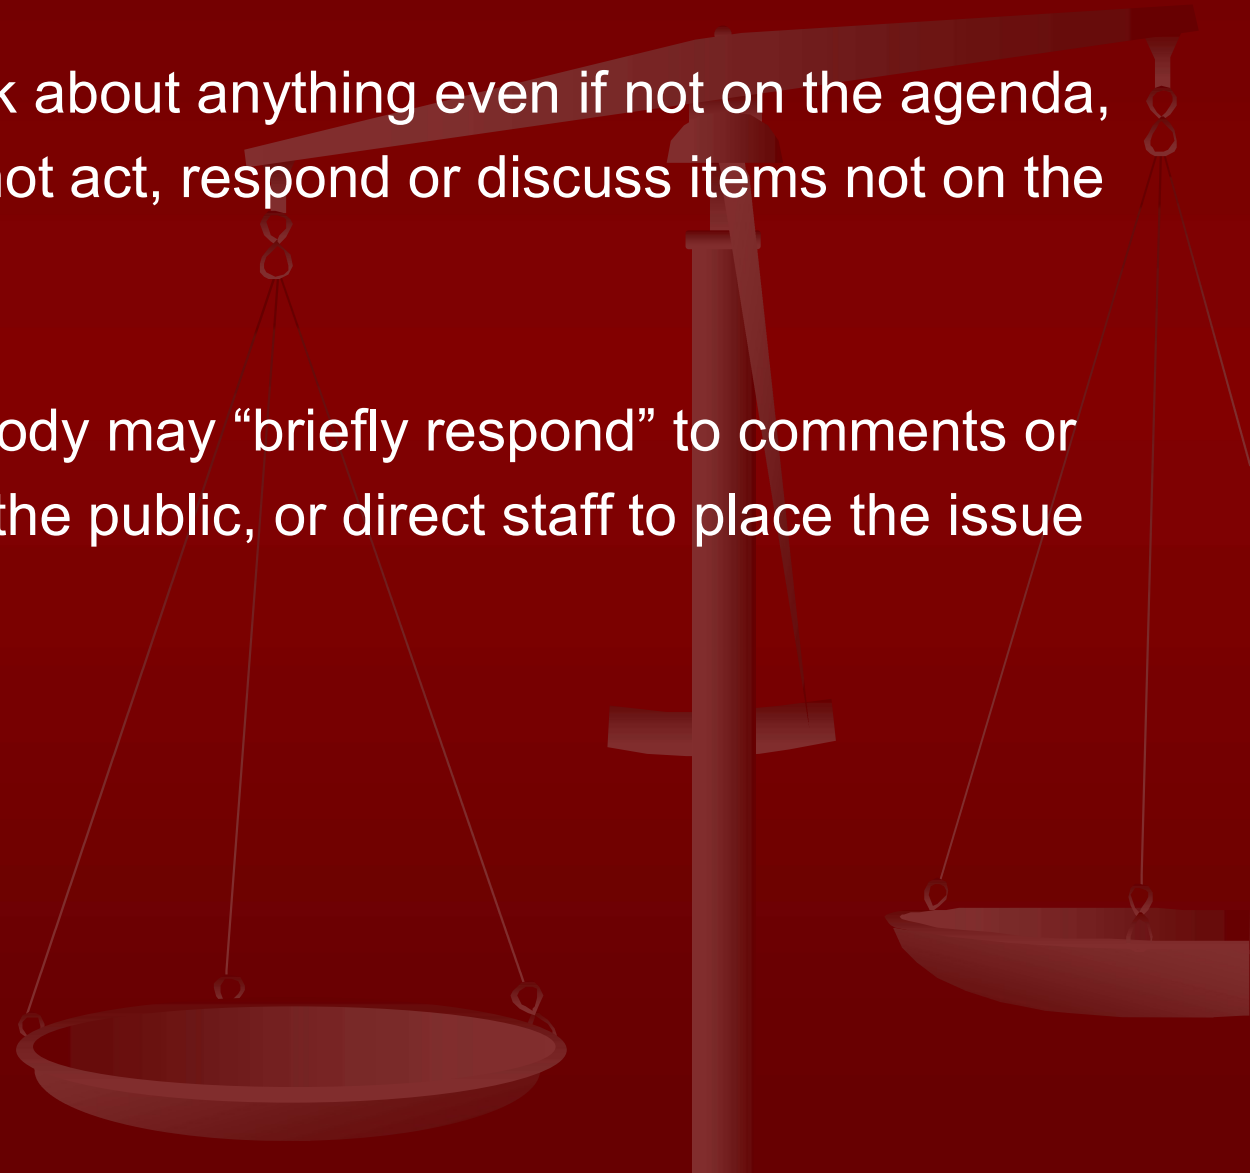 about anything even if not on the agenda,
not act, respond or discuss items not on the
ody may “briefly respond” to comments or
the public, or direct staff to place the issue